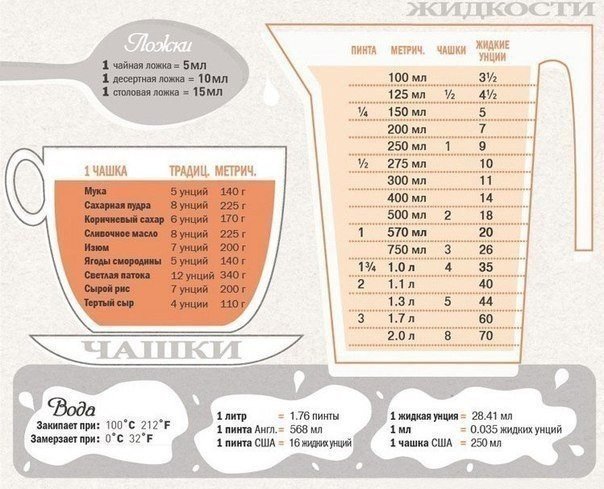 ЖИДКОСТИ
Ложки
1 чайная ложка = 5мл
1 десертная ложка = 10мл
1 столовая ложка = 15мл
ПИНТА МЕТРИЧ. ЧАШКИ ЖИДКИЕ УНЦИИ
100 мл 3½
125 мл ½ 4½
¼ 150 мл 5
200 мл 7
250 мл 1 9
½ 275 мл 10
300 мл 11
400 мл 14
500 мл 2 18
1 570 мл 20
750 мл 3 26
1¾ 1.0 л 4 35
2 1.1 л 40
1.3 л 5 44
3 1.7 л 60
2.0 л 8 70
1 ЧАШКА ТРАДИЦ. МЕТРИЧ.
Мука 5 унций 140 г
Сахарная пудра 8 унций 225 г
Коричневый сахар 6 унций 170 г
Сливочное масло 8 унций 225 г
Изюм 7 унций 200 г
Ягоды смородины 5 унций 140 г
Светлая патока 12 унций 340 г
Сырой рис 7 унций 200 г
Тертый сыр 4 унции 110 г
ЧАШКИ
Вода
Закипает при: 100°C 212°F
Замерзает при: 0°C 32°F
1 литр = 1.76 пинты
1 пинта Англ. = 568 мл
1 пинта США = 16 жидких унций
1 жидкая унция = 28.41 мл
1 мл = 0.035 жидких унций
1 чашка США = 250 мл